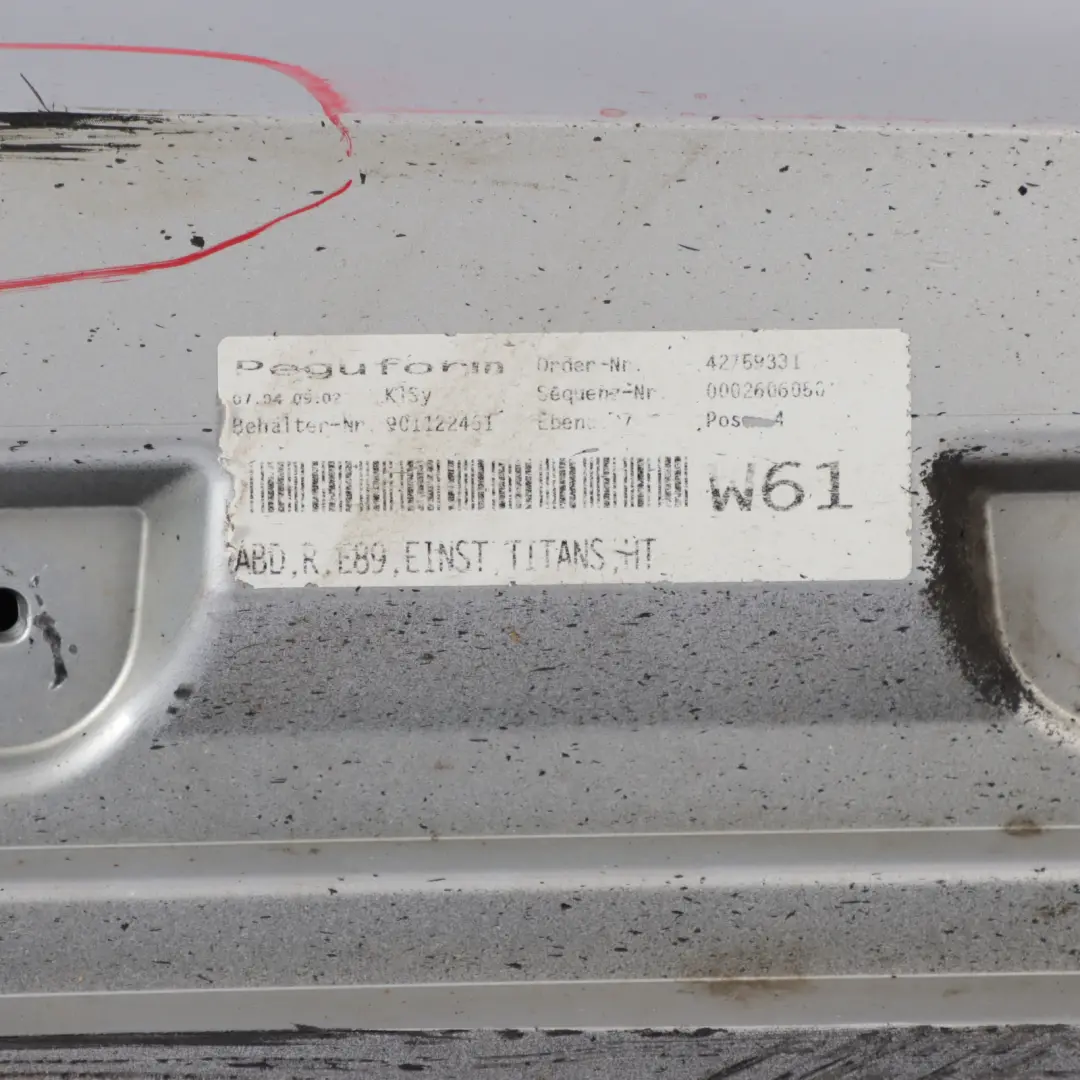 Peguform Order-Nr. 42759331
07.04 09.02 KTSy Sequenz-Nr. 0002606050
Behälter-Nr. 901122461 Ebene 7 Pos 4
W61
ABD,R,E89,EINST,TITANS,HT